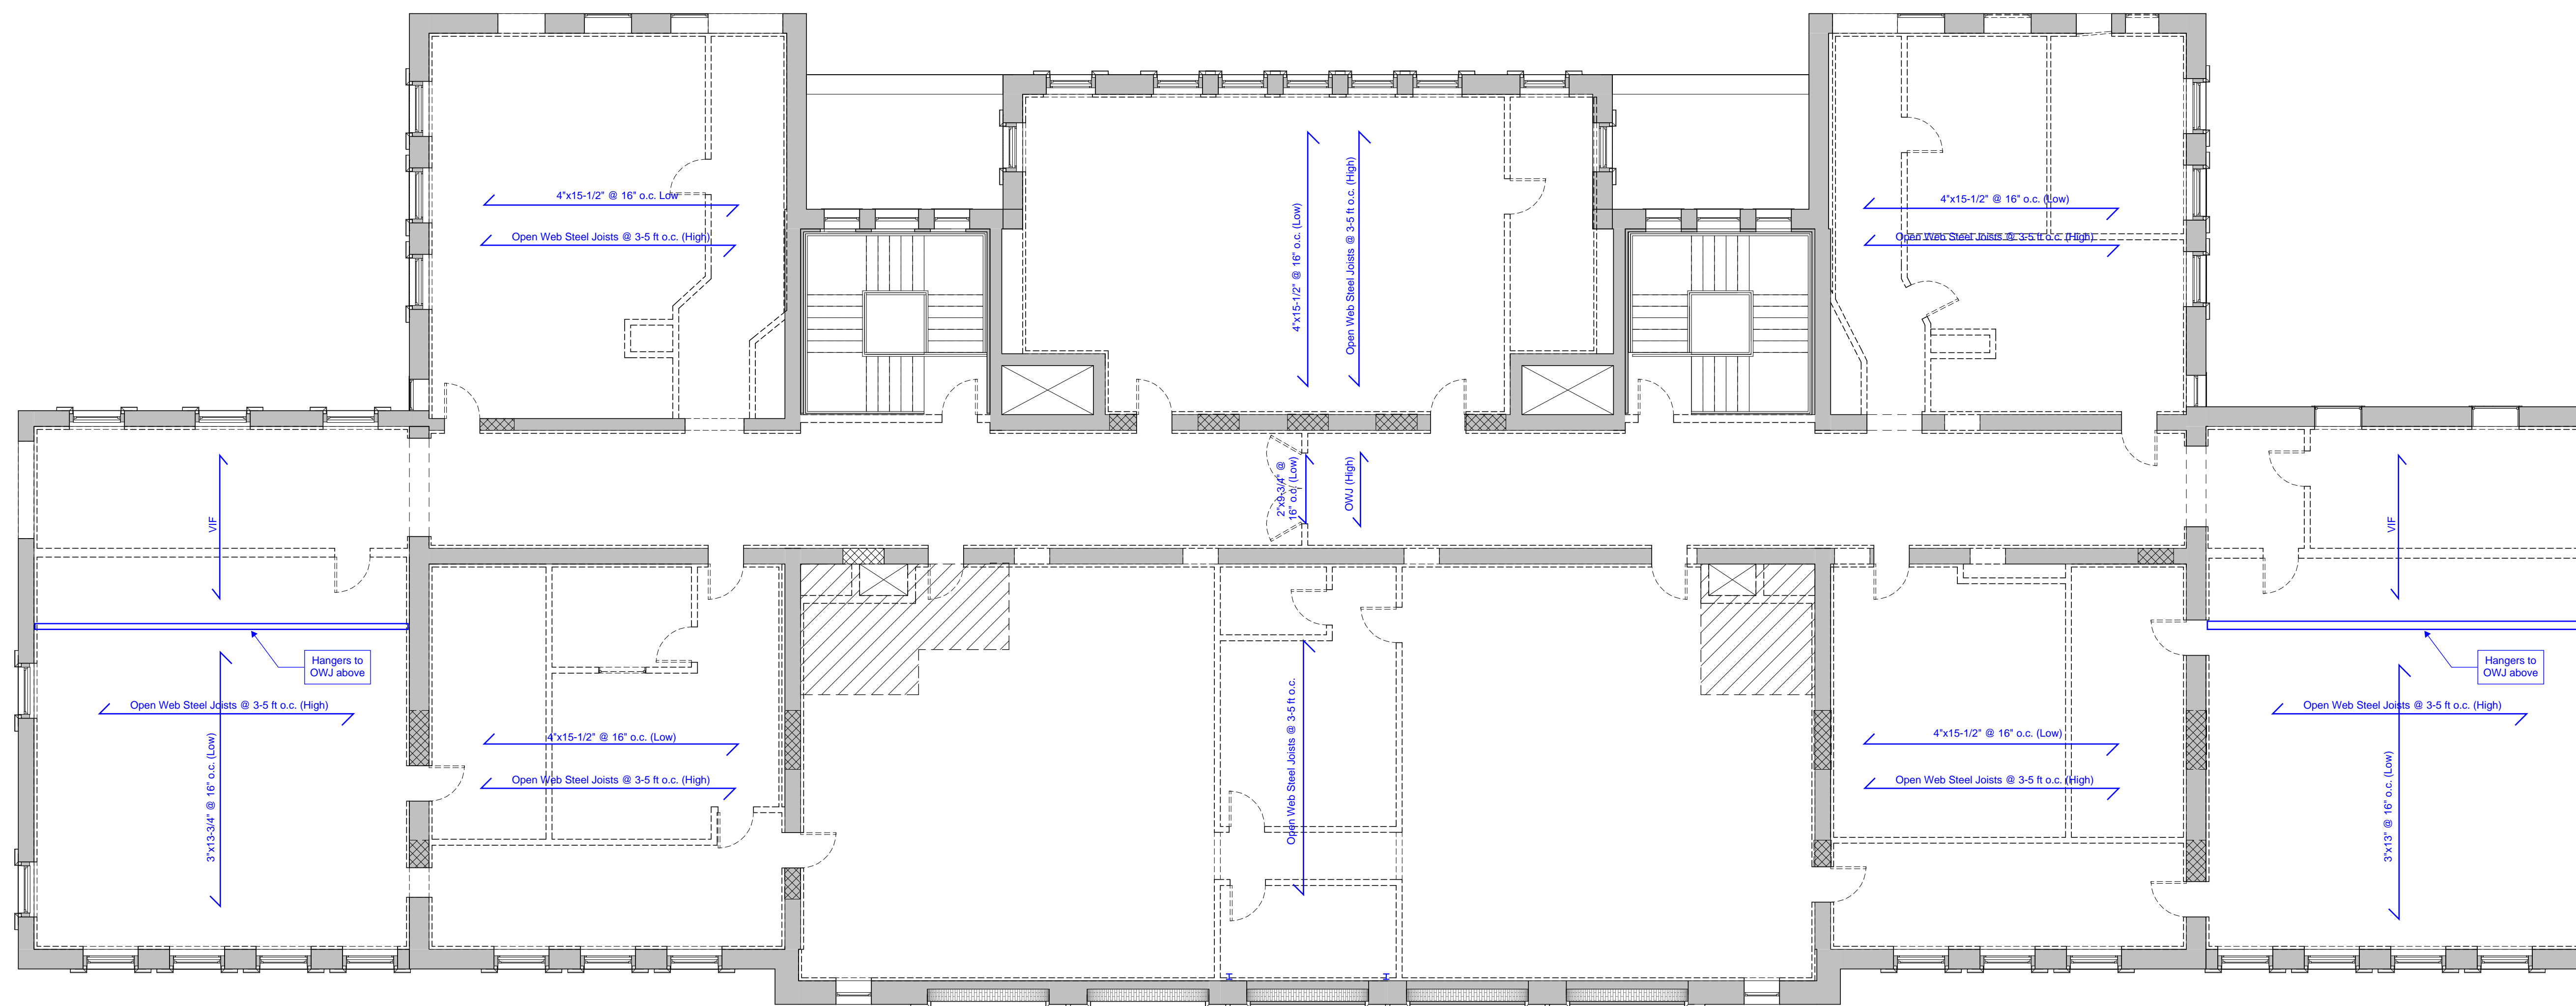 4"x15-1/2" @ 16" o.c. Low
Open Web Steel Joists @ 3-5 ft o.c. (High)
4"x15-1/2" @ 16" o.c. (Low)
Open Web Steel Joists @ 3-5 ft o.c. (High)
4"x15-1/2" @ 16" o.c. (Low)
Open Web Steel Joists @ 3-5 ft o.c. (High)
VIF
2"x9-3/4" @
16" o.c. (Low)
OWJ (High)
VIF
Hangers to
OWJ above
Open Web Steel Joists @ 3-5 ft o.c. (High)
3"x13-3/4" @ 16" o.c. (Low)
4"x15-1/2" @ 16" o.c. (Low)
Open Web Steel Joists @ 3-5 ft o.c. (High)
Open Web Steel Joists @ 3-5 ft o.c.
4"x15-1/2" @ 16" o.c. (Low)
Open Web Steel Joists @ 3-5 ft o.c. (High)
Hangers to
OWJ above
Open Web Steel Joists @ 3-5 ft o.c. (High)
3"x13" @ 16" o.c. (Low)